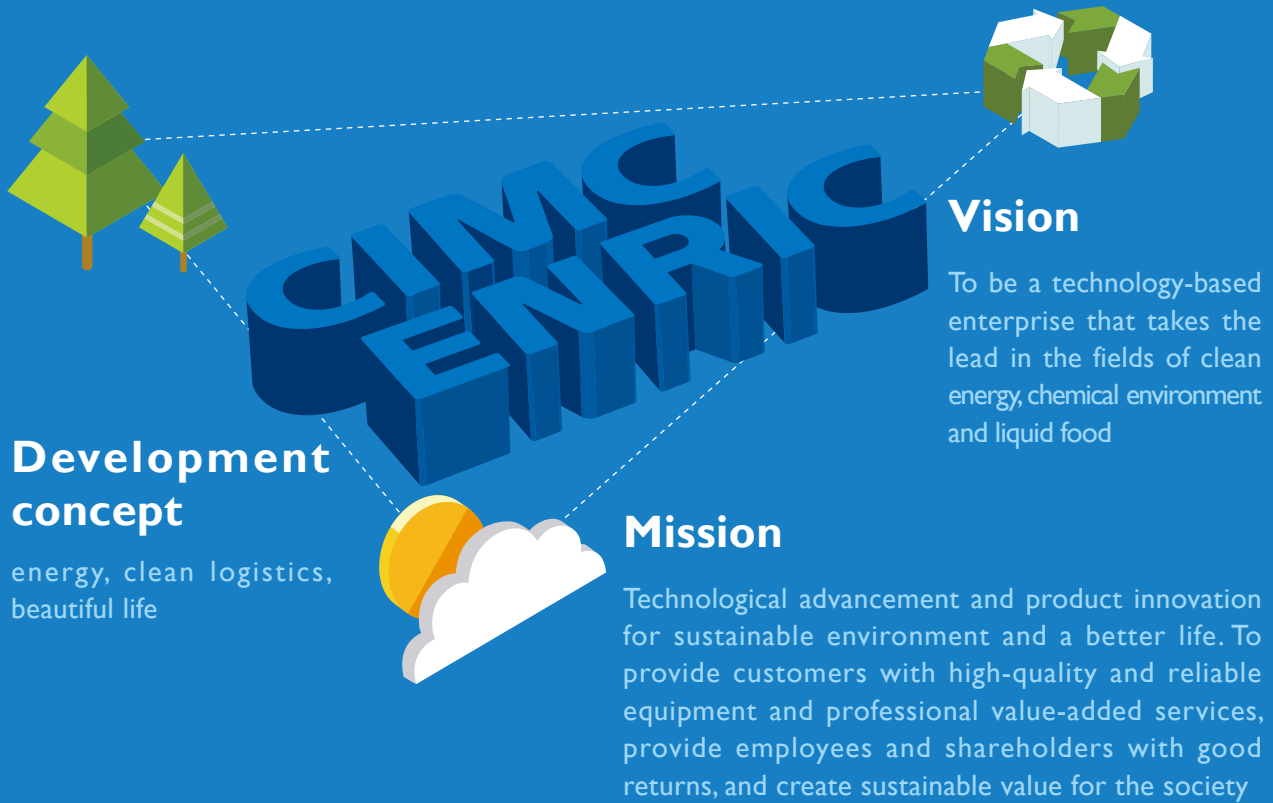 CIMC
ENRIC
Vision
To be a technology-based
enterprise that takes the
lead in the fields of clean
energy, chemical environment
and liquid food
Development
concept
energy, clean logistics,
beautiful life
Mission
Technological advancement and product innovation
for sustainable environment and a better life. To
provide customers with high-quality and reliable
equipment and professional value-added services,
provide employees and shareholders with good
returns, and create sustainable value for the society